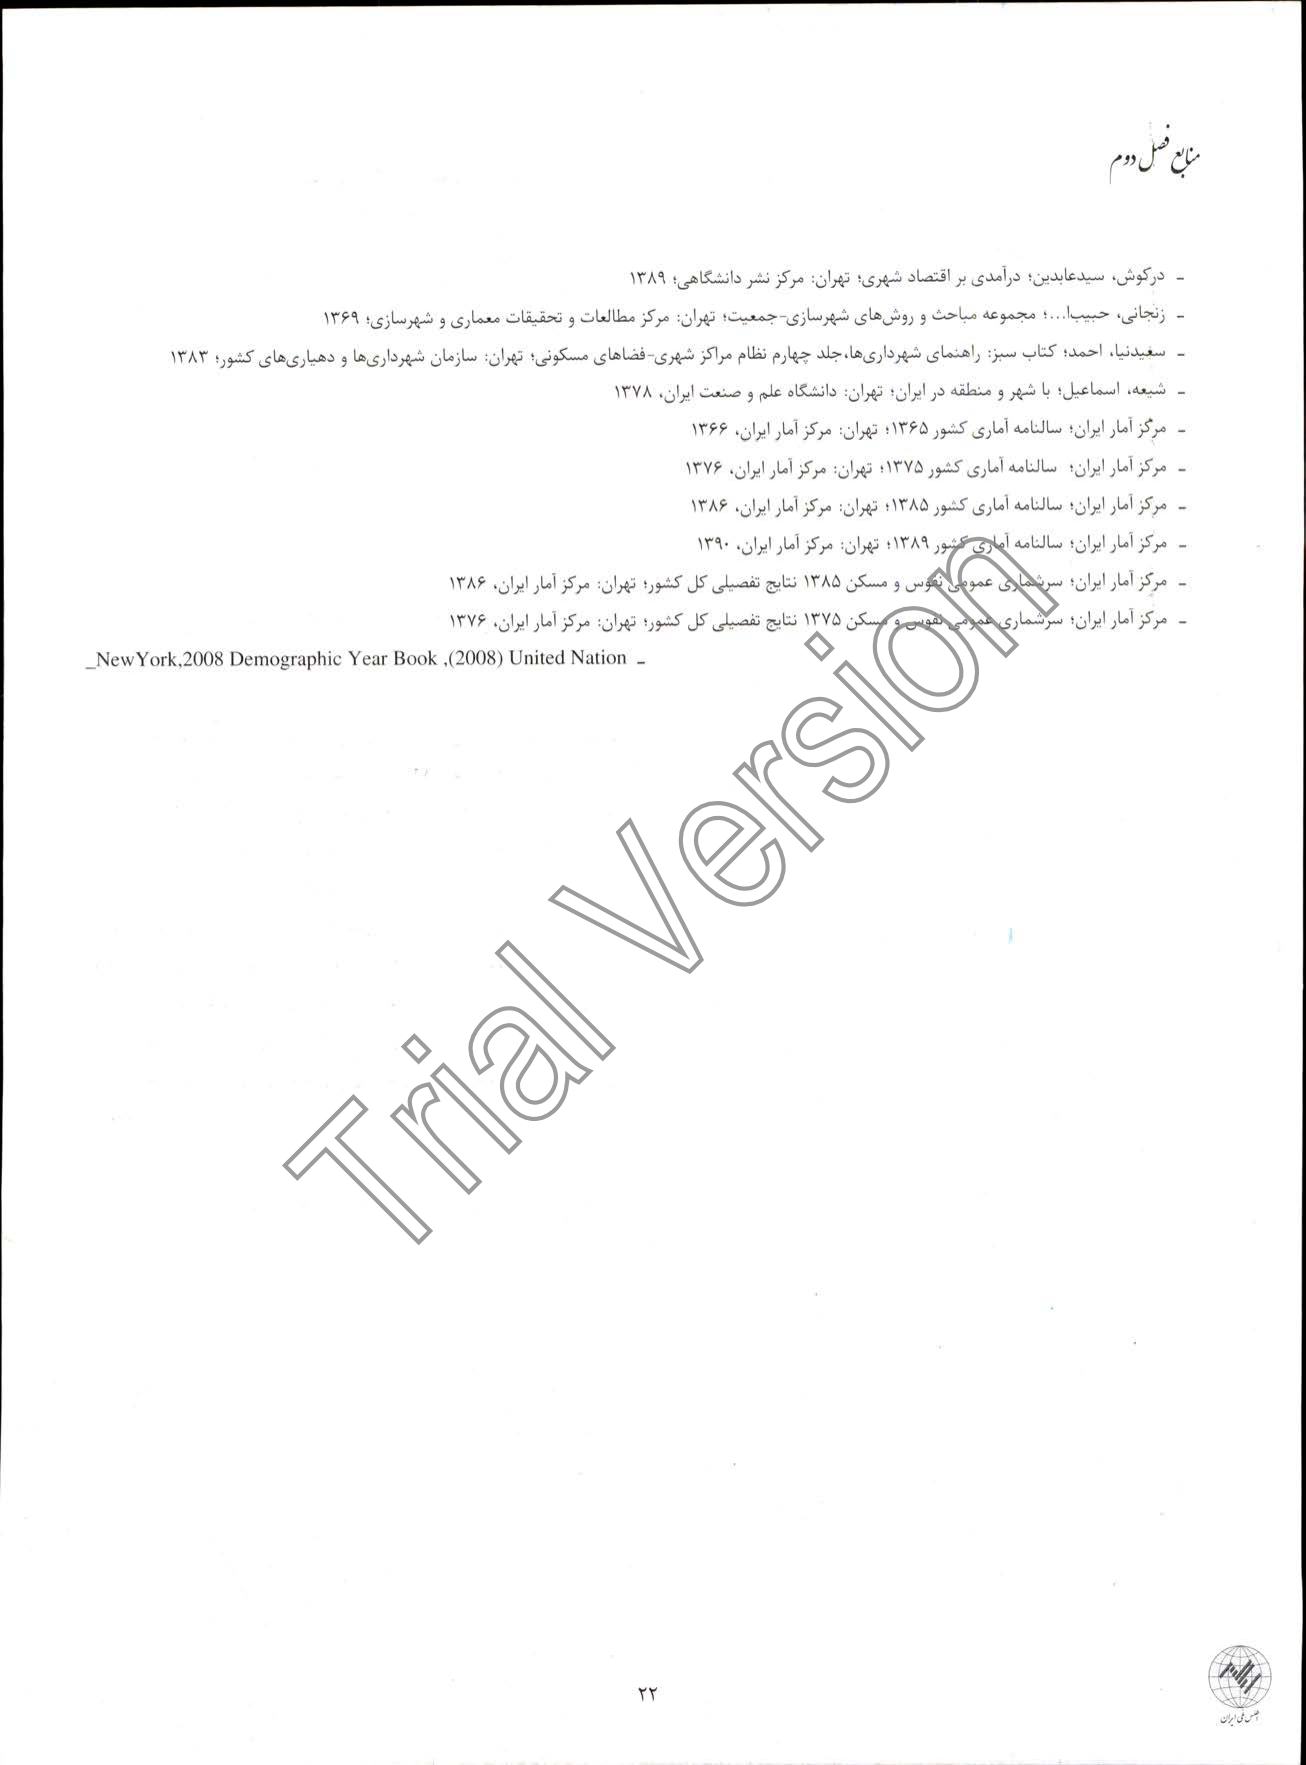 منابع فصل دوم
ـ درکوش، سیدعابدین؛ درآمدی بر اقتصاد شهری؛ تهران: مرکز نشر دانشگاهی؛ ۱۳۸۹
ـ زنجانی، حبیب‌ا...؛ مجموعه مباحث و روش‌های شهرسازی-جمعیت؛ تهران: مرکز مطالعات و تحقیقات معماری و شهرسازی؛ ۱۳۶۹
ـ سعیدنیا، احمد؛ کتاب سبز: راهنمای شهرداری‌ها،جلد چهارم نظام مراکز شهری-فضاهای مسکونی؛ تهران: سازمان شهرداری‌ها و دهیاری‌های کشور؛ ۱۳۸۳
ـ شیعه، اسماعیل؛ با شهر و منطقه در ایران؛ تهران: دانشگاه علم و صنعت ایران، ۱۳۷۸
ـ مرکز آمار ایران؛ سالنامه آماری کشور ۱۳۶۵؛ تهران: مرکز آمار ایران، ۱۳۶۶
ـ مرکز آمار ایران؛ سالنامه آماری کشور ۱۳۷۵؛ تهران: مرکز آمار ایران، ۱۳۷۶
ـ مرکز آمار ایران؛ سالنامه آماری کشور ۱۳۸۵؛ تهران: مرکز آمار ایران، ۱۳۸۶
ـ مرکز آمار ایران؛ سالنامه آماری کشور ۱۳۸۹؛ تهران: مرکز آمار ایران، ۱۳۹۰
ـ مرکز آمار ایران؛ سرشماری عمومی نفوس و مسکن ۱۳۸۵ نتایج تفصیلی کل کشور؛ تهران: مرکز آمار ایران، ۱۳۸۶
ـ مرکز آمار ایران؛ سرشماری عمومی نفوس و مسکن ۱۳۷۵ نتایج تفصیلی کل کشور؛ تهران: مرکز آمار ایران، ۱۳۷۶
_NewYork,2008 Demographic Year Book ,(2008) United Nation _
Trial Version
۲۲
اطلس ملی ایران